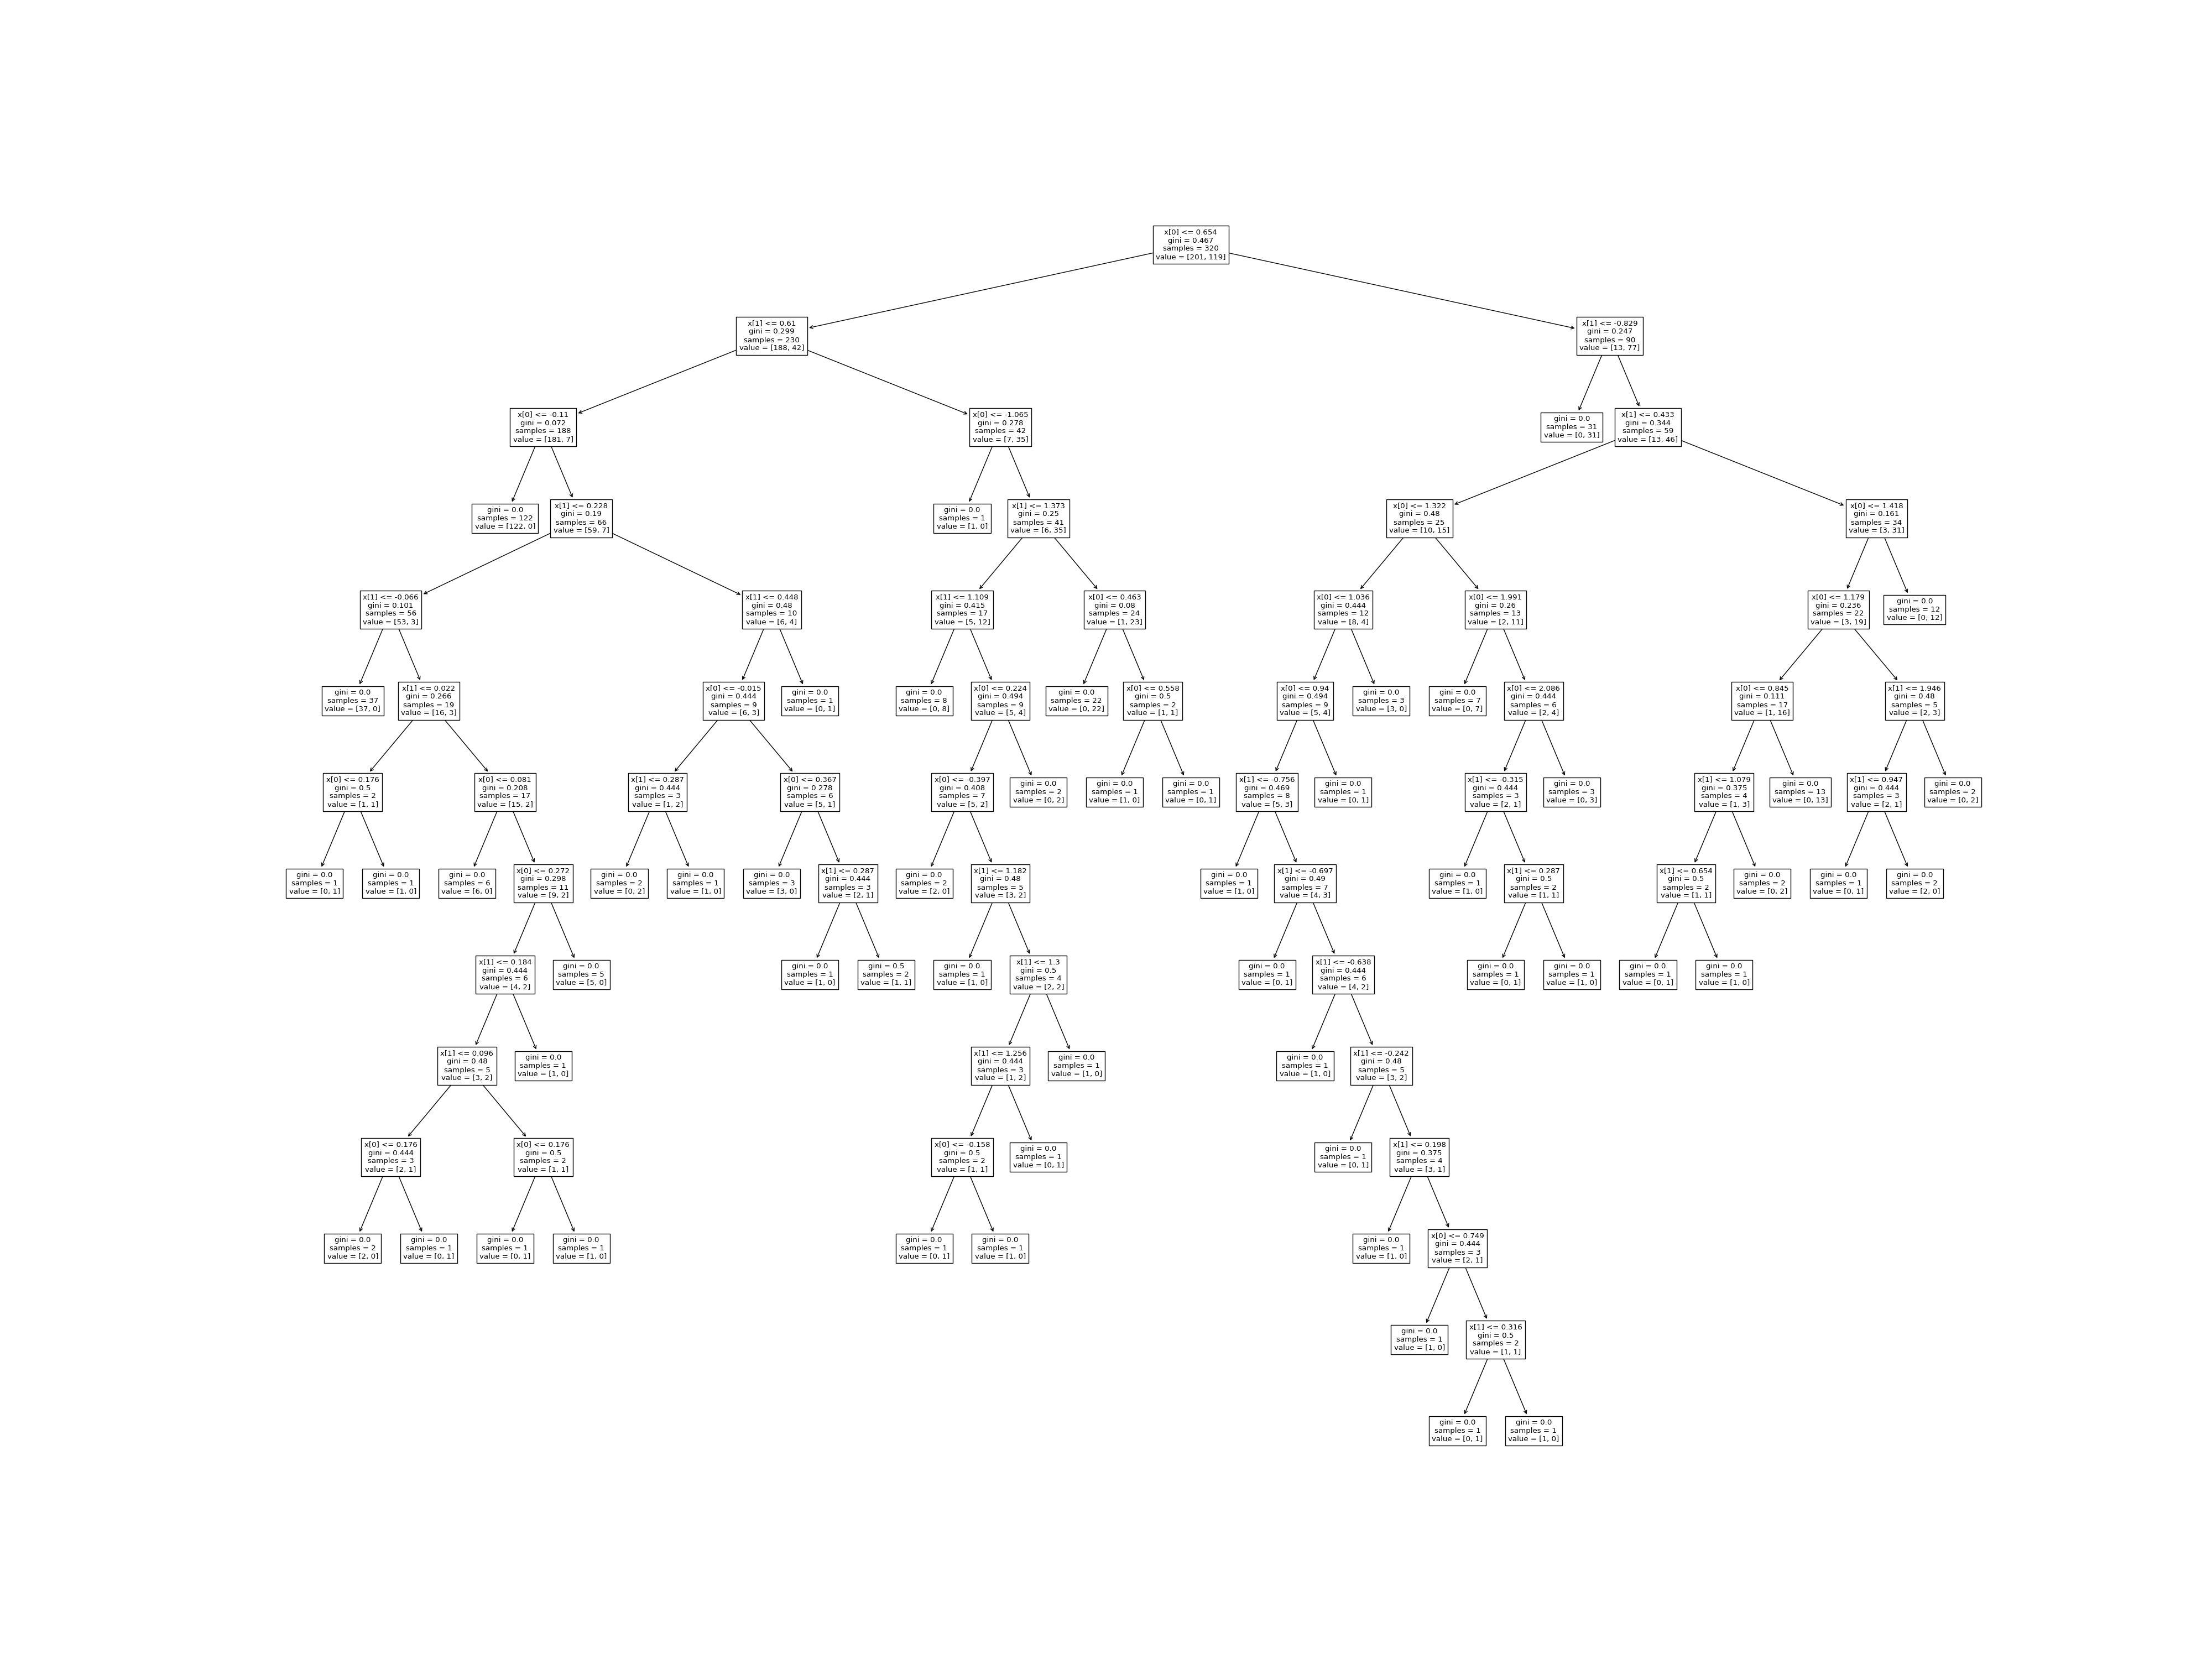 x[0] <= 0.654
gini = 0.467
samples = 320
value = [201, 119]
x[1] <= 0.61
gini = 0.299
samples = 230
value = [188, 42]
x[1] <= -0.829
gini = 0.247
samples = 90
value = [13, 77]
x[0] <= -0.11
gini = 0.072
samples = 188
value = [181, 7]
x[0] <= -1.065
gini = 0.278
samples = 42
value = [7, 35]
gini = 0.0
samples = 31
value = [0, 31]
x[1] <= 0.433
gini = 0.344
samples = 59
value = [13, 46]
gini = 0.0
samples = 122
value = [122, 0]
x[1] <= 0.228
gini = 0.19
samples = 66
value = [59, 7]
gini = 0.0
samples = 1
value = [1, 0]
x[1] <= 1.373
gini = 0.25
samples = 41
value = [6, 35]
x[0] <= 1.322
gini = 0.48
samples = 25
value = [10, 15]
x[0] <= 1.418
gini = 0.161
samples = 34
value = [3, 31]
x[1] <= -0.066
gini = 0.101
samples = 56
value = [53, 3]
x[1] <= 0.448
gini = 0.48
samples = 10
value = [6, 4]
x[1] <= 1.109
gini = 0.415
samples = 17
value = [5, 12]
x[0] <= 0.463
gini = 0.08
samples = 24
value = [1, 23]
x[0] <= 1.036
gini = 0.444
samples = 12
value = [8, 4]
x[0] <= 1.991
gini = 0.26
samples = 13
value = [2, 11]
x[0] <= 1.179
gini = 0.236
samples = 22
value = [3, 19]
gini = 0.0
samples = 12
value = [0, 12]
gini = 0.0
samples = 37
value = [37, 0]
x[1] <= 0.022
gini = 0.266
samples = 19
value = [16, 3]
x[0] <= -0.015
gini = 0.444
samples = 9
value = [6, 3]
gini = 0.0
samples = 1
value = [0, 1]
gini = 0.0
samples = 8
value = [0, 8]
x[0] <= 0.224
gini = 0.494
samples = 9
value = [5, 4]
gini = 0.0
samples = 22
value = [0, 22]
x[0] <= 0.558
gini = 0.5
samples = 2
value = [1, 1]
x[0] <= 0.94
gini = 0.494
samples = 9
value = [5, 4]
gini = 0.0
samples = 3
value = [3, 0]
gini = 0.0
samples = 7
value = [0, 7]
x[0] <= 2.086
gini = 0.444
samples = 6
value = [2, 4]
x[0] <= 0.845
gini = 0.111
samples = 17
value = [1, 16]
x[1] <= 1.946
gini = 0.48
samples = 5
value = [2, 3]
x[0] <= 0.176
gini = 0.5
samples = 2
value = [1, 1]
x[0] <= 0.081
gini = 0.208
samples = 17
value = [15, 2]
x[1] <= 0.287
gini = 0.444
samples = 3
value = [1, 2]
x[0] <= 0.367
gini = 0.278
samples = 6
value = [5, 1]
x[0] <= -0.397
gini = 0.408
samples = 7
value = [5, 2]
gini = 0.0
samples = 2
value = [0, 2]
gini = 0.0
samples = 1
value = [1, 0]
gini = 0.0
samples = 1
value = [0, 1]
x[1] <= -0.756
gini = 0.469
samples = 8
value = [5, 3]
gini = 0.0
samples = 1
value = [0, 1]
x[1] <= -0.315
gini = 0.444
samples = 3
value = [2, 1]
gini = 0.0
samples = 3
value = [0, 3]
x[1] <= 1.079
gini = 0.375
samples = 4
value = [1, 3]
gini = 0.0
samples = 13
value = [0, 13]
x[1] <= 0.947
gini = 0.444
samples = 3
value = [2, 1]
gini = 0.0
samples = 2
value = [0, 2]
gini = 0.0
samples = 1
value = [0, 1]
gini = 0.0
samples = 1
value = [1, 0]
gini = 0.0
samples = 6
value = [6, 0]
x[0] <= 0.272
gini = 0.298
samples = 11
value = [9, 2]
gini = 0.0
samples = 2
value = [0, 2]
gini = 0.0
samples = 1
value = [1, 0]
gini = 0.0
samples = 3
value = [3, 0]
x[1] <= 0.287
gini = 0.444
samples = 3
value = [2, 1]
gini = 0.0
samples = 2
value = [2, 0]
x[1] <= 1.182
gini = 0.48
samples = 5
value = [3, 2]
gini = 0.0
samples = 1
value = [1, 0]
x[1] <= -0.697
gini = 0.49
samples = 7
value = [4, 3]
gini = 0.0
samples = 1
value = [1, 0]
x[1] <= 0.287
gini = 0.5
samples = 2
value = [1, 1]
x[1] <= 0.654
gini = 0.5
samples = 2
value = [1, 1]
gini = 0.0
samples = 2
value = [0, 2]
gini = 0.0
samples = 1
value = [0, 1]
gini = 0.0
samples = 2
value = [2, 0]
x[1] <= 0.184
gini = 0.444
samples = 6
value = [4, 2]
gini = 0.0
samples = 5
value = [5, 0]
gini = 0.0
samples = 1
value = [1, 0]
gini = 0.5
samples = 2
value = [1, 1]
gini = 0.0
samples = 1
value = [1, 0]
x[1] <= 1.3
gini = 0.5
samples = 4
value = [2, 2]
gini = 0.0
samples = 1
value = [0, 1]
x[1] <= -0.638
gini = 0.444
samples = 6
value = [4, 2]
gini = 0.0
samples = 1
value = [0, 1]
gini = 0.0
samples = 1
value = [1, 0]
gini = 0.0
samples = 1
value = [0, 1]
gini = 0.0
samples = 1
value = [1, 0]
x[1] <= 0.096
gini = 0.48
samples = 5
value = [3, 2]
gini = 0.0
samples = 1
value = [1, 0]
x[1] <= 1.256
gini = 0.444
samples = 3
value = [1, 2]
gini = 0.0
samples = 1
value = [1, 0]
gini = 0.0
samples = 1
value = [1, 0]
x[1] <= -0.242
gini = 0.48
samples = 5
value = [3, 2]
x[0] <= 0.176
gini = 0.444
samples = 3
value = [2, 1]
x[0] <= 0.176
gini = 0.5
samples = 2
value = [1, 1]
x[0] <= -0.158
gini = 0.5
samples = 2
value = [1, 1]
gini = 0.0
samples = 1
value = [0, 1]
gini = 0.0
samples = 1
value = [0, 1]
x[1] <= 0.198
gini = 0.375
samples = 4
value = [3, 1]
gini = 0.0
samples = 2
value = [2, 0]
gini = 0.0
samples = 1
value = [0, 1]
gini = 0.0
samples = 1
value = [0, 1]
gini = 0.0
samples = 1
value = [1, 0]
gini = 0.0
samples = 1
value = [0, 1]
gini = 0.0
samples = 1
value = [1, 0]
gini = 0.0
samples = 1
value = [1, 0]
x[0] <= 0.749
gini = 0.444
samples = 3
value = [2, 1]
gini = 0.0
samples = 1
value = [1, 0]
x[1] <= 0.316
gini = 0.5
samples = 2
value = [1, 1]
gini = 0.0
samples = 1
value = [0, 1]
gini = 0.0
samples = 1
value = [1, 0]